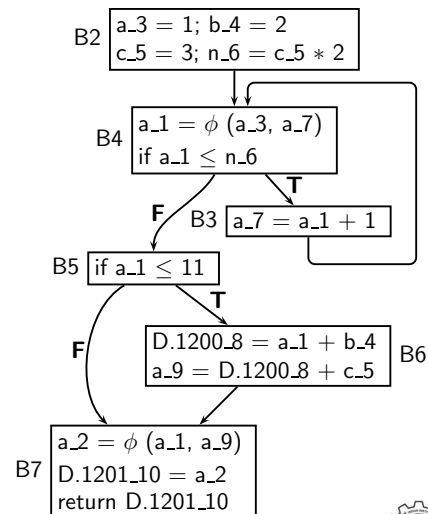 B2
a_3 = 1; b_4 = 2
c_5 = 3; n_6 = c_5 * 2
B4
a_1 = ϕ (a_3, a_7)
if a_1 ≤ n_6
F
T
B3
a_7 = a_1 + 1
B5
if a_1 ≤ 11
F
T
D.1200_8 = a_1 + b_4
a_9 = D.1200_8 + c_5
B6
B7
a_2 = ϕ (a_1, a_9)
D.1201_10 = a_2
return D.1201_10